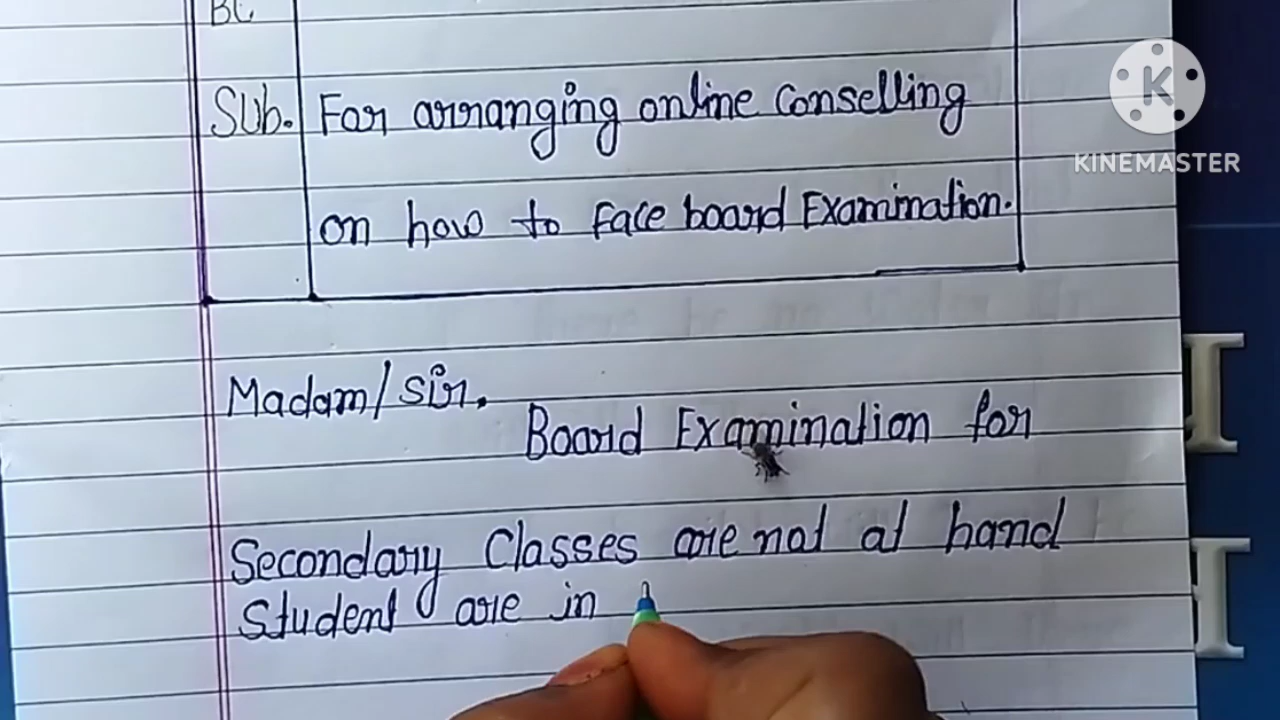 BC
Sub. For arranging online Conselling
on how to Face board Examination.
Madam/Sir,
Board Examination for
Secondary Classes are not at hand
Student are in
K
KINEMASTER